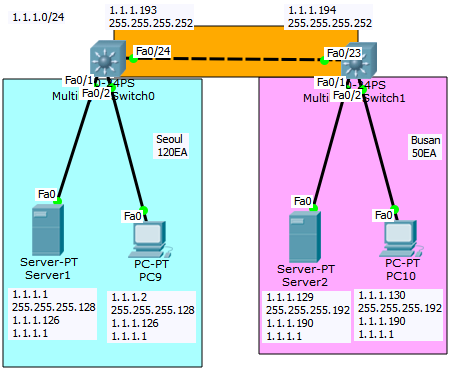 1.1.1.0/24
1.1.1.193
255.255.255.252
1.1.1.194
255.255.255.252
Fa0/24
Fa0/23
Fa0/1
0-24PS
Fa0/2
Switch0
Fa0/1
0-24PS
Fa0/2
Switch1
Seoul
120EA
Busan
50EA
Fa0
Fa0
Fa0
Fa0
Server-PT
Server1
PC-PT
PC9
Server-PT
Server2
PC-PT
PC10
1.1.1.1
255.255.255.128
1.1.1.126
1.1.1.1
1.1.1.2
255.255.255.128
1.1.1.126
1.1.1.1
1.1.1.129
255.255.255.192
1.1.1.190
1.1.1.1
1.1.1.130
255.255.255.192
1.1.1.190
1.1.1.1